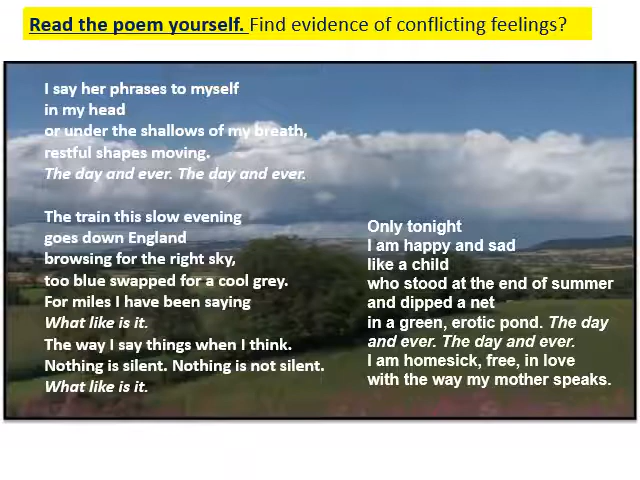 Read the poem yourself. Find evidence of conflicting feelings?
I say her phrases to myself
in my head
or under the shallows of my breath,
restful shapes moving.
The day and ever. The day and ever.
The train this slow evening
goes down England
browsing for the right sky,
too blue swapped for a cool grey.
For miles I have been saying
What like is it.
The way I say things when I think.
Nothing is silent. Nothing is not silent.
What like is it.
Only tonight
I am happy and sad
like a child
who stood at the end of summer
and dipped a net
in a green, erotic pond. The day
and ever. The day and ever.
I am homesick, free, in love
with the way my mother speaks.